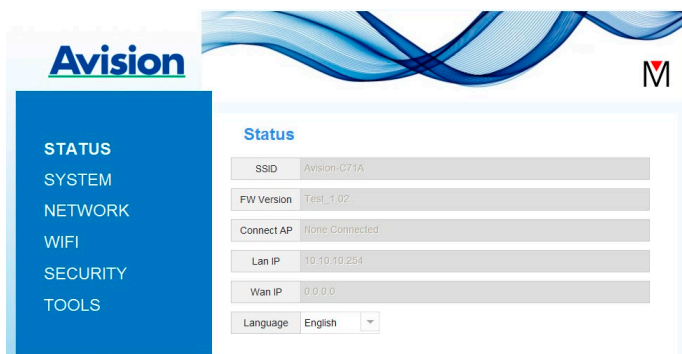 Avision
M
STATUS
SYSTEM
NETWORK
WIFI
SECURITY
TOOLS
Status
SSID Avision-C71A
FW Version Test_1.02
Connect AP None Connected
Lan IP 10.10.10.254
Wan IP 0.0.0.0
Language English